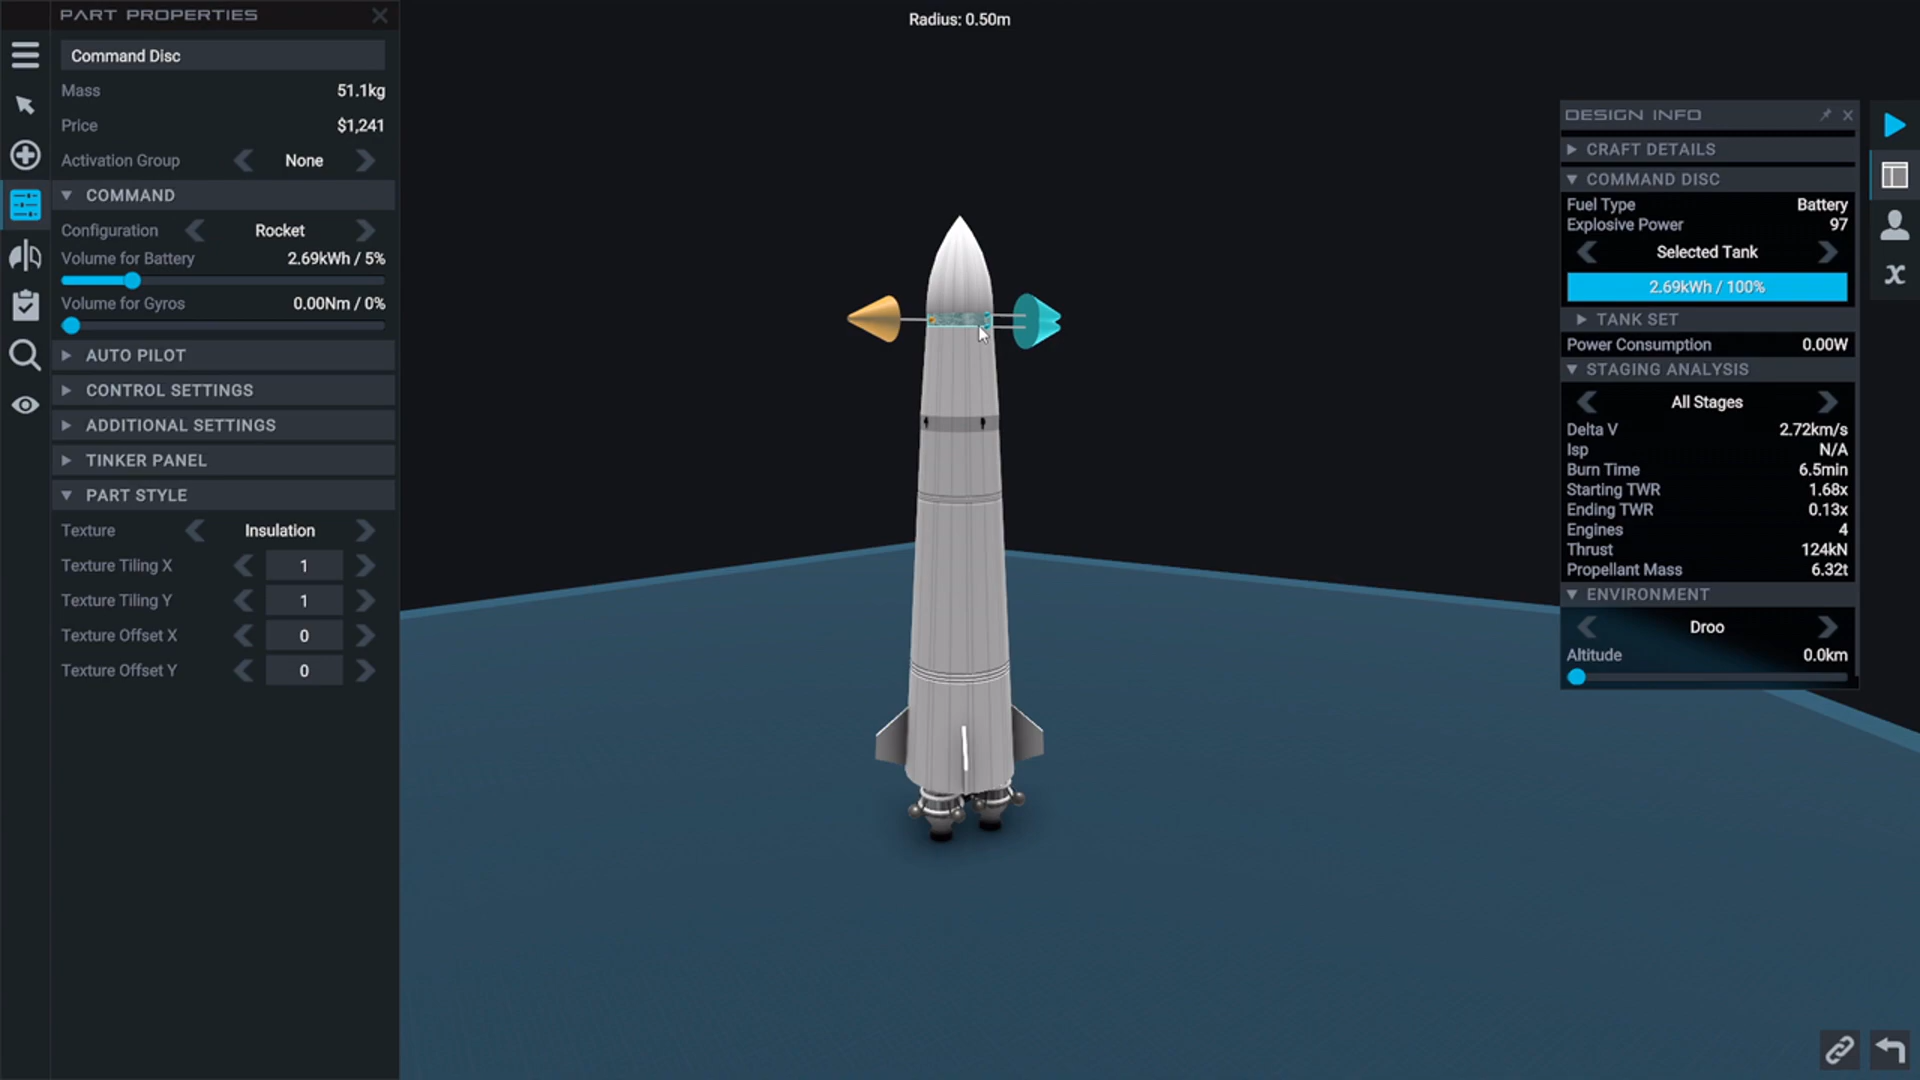 PART PROPERTIES
Command Disc
Mass 51.1kg
Price $1,241
Activation Group None
COMMAND
Configuration Rocket
Volume for Battery 2.69kWh / 5%
Volume for Gyros 0.00Nm / 0%
AUTO PILOT
CONTROL SETTINGS
ADDITIONAL SETTINGS
TINKER PANEL
PART STYLE
Texture Insulation
Texture Tiling X 1
Texture Tiling Y 1
Texture Offset X 0
Texture Offset Y 0
Radius: 0.50m
DESIGN INFO
CRAFT DETAILS
COMMAND DISC
Fuel Type Battery
Explosive Power 97
Selected Tank
2.69kWh / 100%
TANK SET
Power Consumption 0.00W
STAGING ANALYSIS
All Stages
Delta V 2.72km/s
Isp N/A
Burn Time 6.5min
Starting TWR 1.68x
Ending TWR 0.13x
Engines 4
Thrust 124kN
Propellant Mass 6.32t
ENVIRONMENT
Droo
Altitude 0.0km